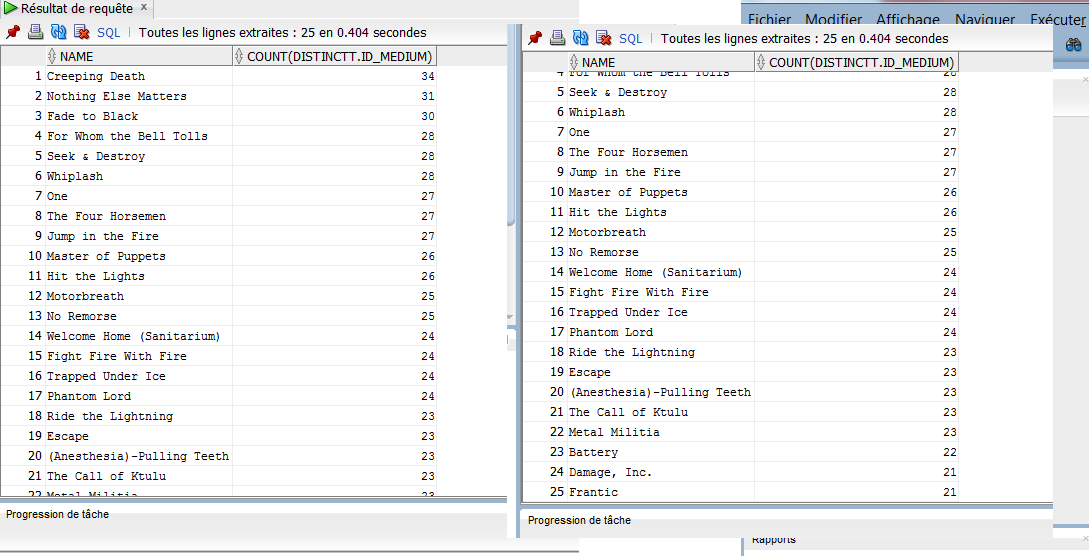 Résultat de requête x
SQL | Toutes les lignes extraites : 25 en 0.404 secondes
NAME COUNT(DISTINCTT.ID_MEDIUM)
1 Creeping Death 34
2 Nothing Else Matters 31
3 Fade to Black 30
4 For Whom the Bell Tolls 28
5 Seek & Destroy 28
6 Whiplash 28
7 One 27
8 The Four Horsemen 27
9 Jump in the Fire 27
10 Master of Puppets 26
11 Hit the Lights 26
12 Motorbreath 25
13 No Remorse 25
14 Welcome Home (Sanitarium) 24
15 Fight Fire With Fire 24
16 Trapped Under Ice 24
17 Phantom Lord 24
18 Ride the Lightning 23
19 Escape 23
20 (Anesthesia)-Pulling Teeth 23
21 The Call of Ktulu 23
22 Metal Militia 23
Progression de tâche
Fichier Modifier Affichage Naviguer Exécuter
SQL | Toutes les lignes extraites : 25 en 0.404 secondes
NAME COUNT(DISTINCTT.ID_MEDIUM)
4 For Whom the Bell Tolls 28
5 Seek & Destroy 28
6 Whiplash 28
7 One 27
8 The Four Horsemen 27
9 Jump in the Fire 27
10 Master of Puppets 26
11 Hit the Lights 26
12 Motorbreath 25
13 No Remorse 25
14 Welcome Home (Sanitarium) 24
15 Fight Fire With Fire 24
16 Trapped Under Ice 24
17 Phantom Lord 24
18 Ride the Lightning 23
19 Escape 23
20 (Anesthesia)-Pulling Teeth 23
21 The Call of Ktulu 23
22 Metal Militia 23
23 Battery 22
24 Damage, Inc. 21
25 Frantic 21
Progression de tâche
Rapports